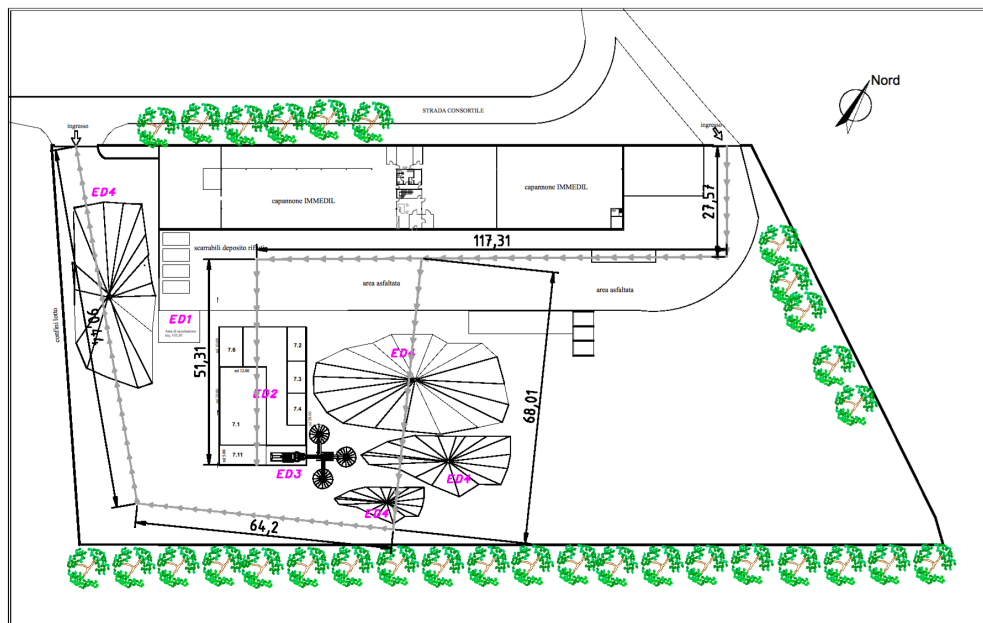 Nord
STRADA CONSORTILE
ingresso
ingresso
ED4
capannone IMMEDIL
capannone IMMEDIL
27,57
117,31
scarrabili deposito
area asfaltata
area asfaltata
confini lotto
90,44
ED1
51,31
7.6
7.2
ED4
7.3
ED2
7.4
7.1
68,01
7.11
ED3
ED4
ED4
64,2